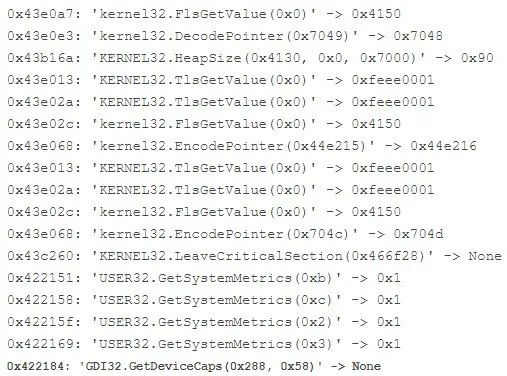 0x43e0a7: 'kernel32.FlsGetValue(0x0)' -> 0x4150
0x43e0e3: 'kernel32.DecodePointer(0x7049)' -> 0x7048
0x43b16a: 'KERNEL32.HeapSize(0x4130, 0x0, 0x7000)' -> 0x90
0x43e013: 'KERNEL32.TlsGetValue(0x0)' -> 0xfeee0001
0x43e02a: 'KERNEL32.TlsGetValue(0x0)' -> 0xfeee0001
0x43e02c: 'kernel32.FlsGetValue(0x0)' -> 0x4150
0x43e068: 'kernel32.EncodePointer(0x44e215)' -> 0x44e216
0x43e013: 'KERNEL32.TlsGetValue(0x0)' -> 0xfeee0001
0x43e02a: 'KERNEL32.TlsGetValue(0x0)' -> 0xfeee0001
0x43e02c: 'kernel32.FlsGetValue(0x0)' -> 0x4150
0x43e068: 'kernel32.EncodePointer(0x704c)' -> 0x704d
0x43c260: 'KERNEL32.LeaveCriticalSection(0x466f28)' -> None
0x422151: 'USER32.GetSystemMetrics(0xb)' -> 0x1
0x422158: 'USER32.GetSystemMetrics(0xc)' -> 0x1
0x42215f: 'USER32.GetSystemMetrics(0x2)' -> 0x1
0x422169: 'USER32.GetSystemMetrics(0x3)' -> 0x1
0x422184: 'GDI32.GetDeviceCaps(0x288, 0x58)' -> None